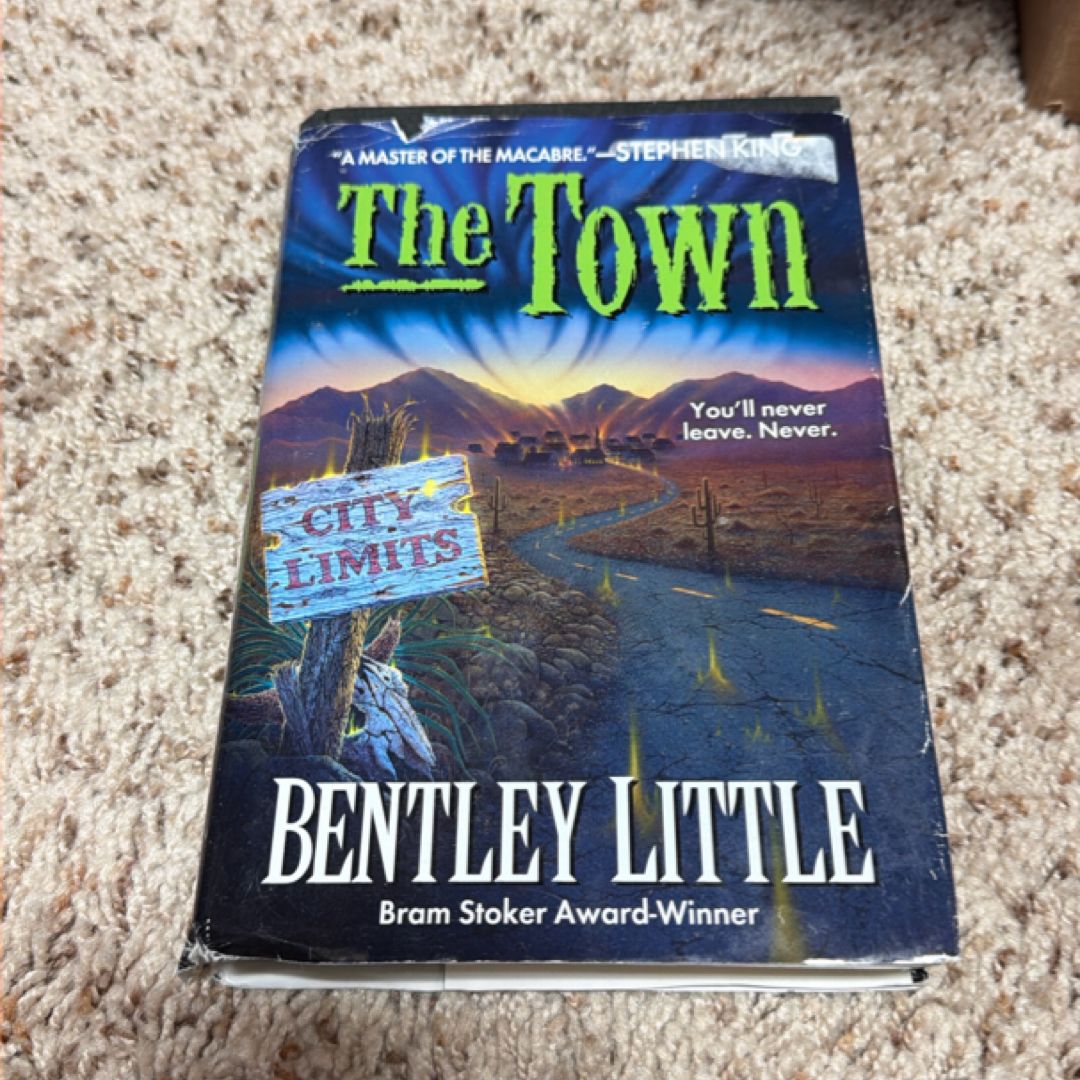 "A MASTER OF THE MACABRE."—STEPHEN KING
The Town
You'll never
leave. Never.
CITY
LIMITS
BENTLEY LITTLE
Bram Stoker Award-Winner